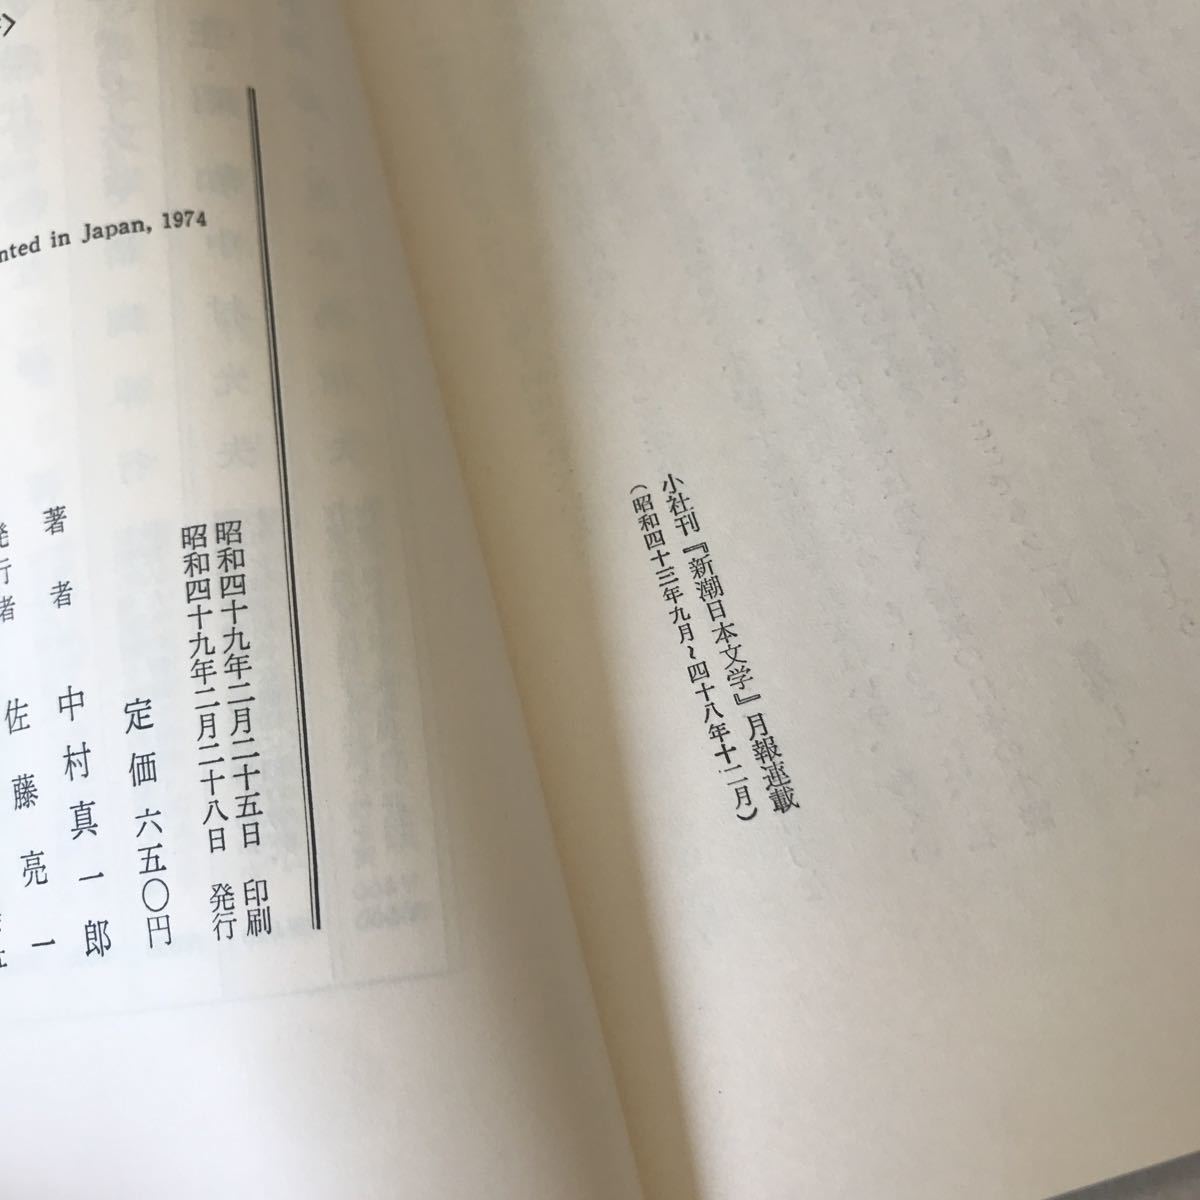 小社刊『新潮日本文学』月報連載
(昭和四十三年九月~四十八年十二月)
昭和四十九年二月二十五日 印刷
昭和四十九年二月二十八日 発行
定価 六五〇円
著者 中村真一郎
発行者 佐藤亮一
nted in Japan, 1974